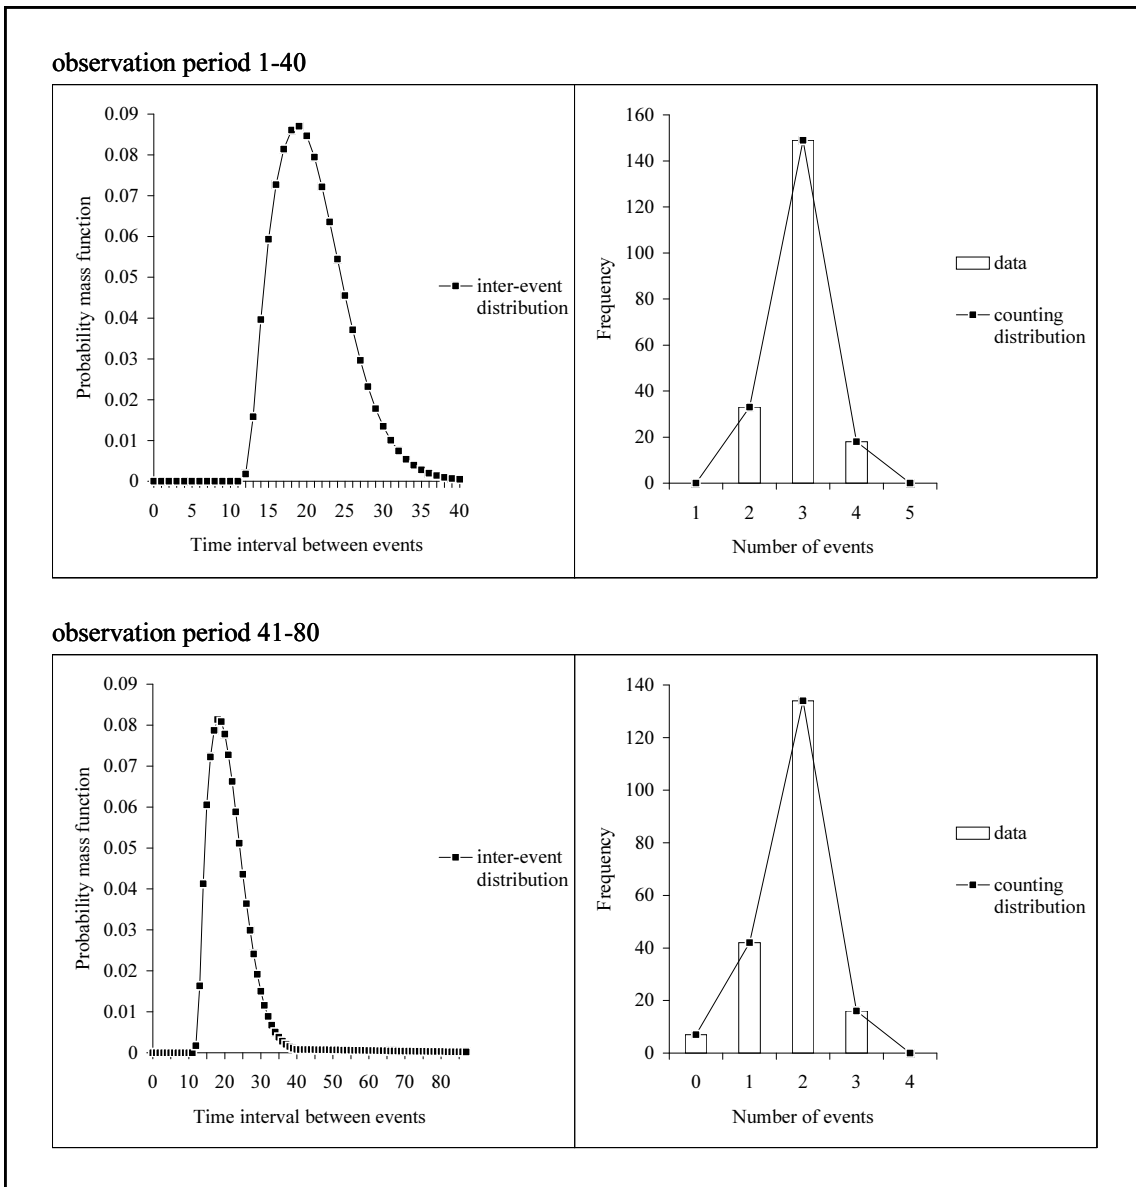 observation period 1-40
0.09
0.08
0.07
0.06
0.05
0.04
0.03
0.02
0.01
0
Probability mass function
0 5 10 15 20 25 30 35 40
Time interval between events
inter-event
distribution
160
140
120
100
80
60
40
20
0
Frequency
1 2 3 4 5
Number of events
data
counting
distribution
observation period 41-80
0.09
0.08
0.07
0.06
0.05
0.04
0.03
0.02
0.01
0
Probability mass function
0 10 20 30 40 50 60 70 80
Time interval between events
inter-event
distribution
140
120
100
80
60
40
20
0
Frequency
0 1 2 3 4
Number of events
data
counting
distribution